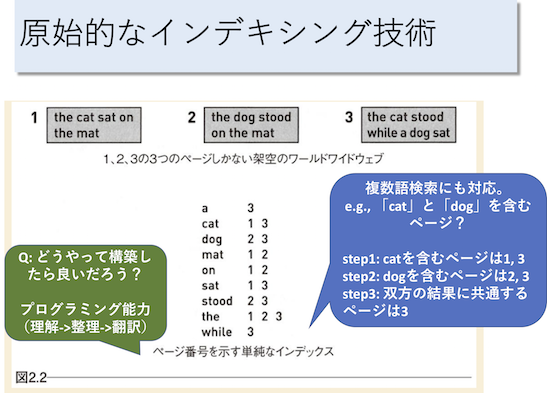 原始的なインデキシング技術
1 the cat sat on
the mat
2 the dog stood
on the mat
3 the cat stood
while a dog sat
1、2、3の3つのページしかない架空のワールドワイドウェブ
a 3
cat 1 3
dog 2 3
mat 1 2
on 1 2
sat 1 3
stood 2 3
the 1 2 3
while 3
ページ番号を示す単純なインデックス
図2.2
Q: どうやって構築し
たら良いだろう?
プログラミング能力
(理解->整理->翻訳)
複数語検索にも対応。
e.g., 「cat」と「dog」を含む
ページ?
step1: catを含むページは1, 3
step2: dogを含むページは2, 3
step3: 双方の結果に共通する
ページは3